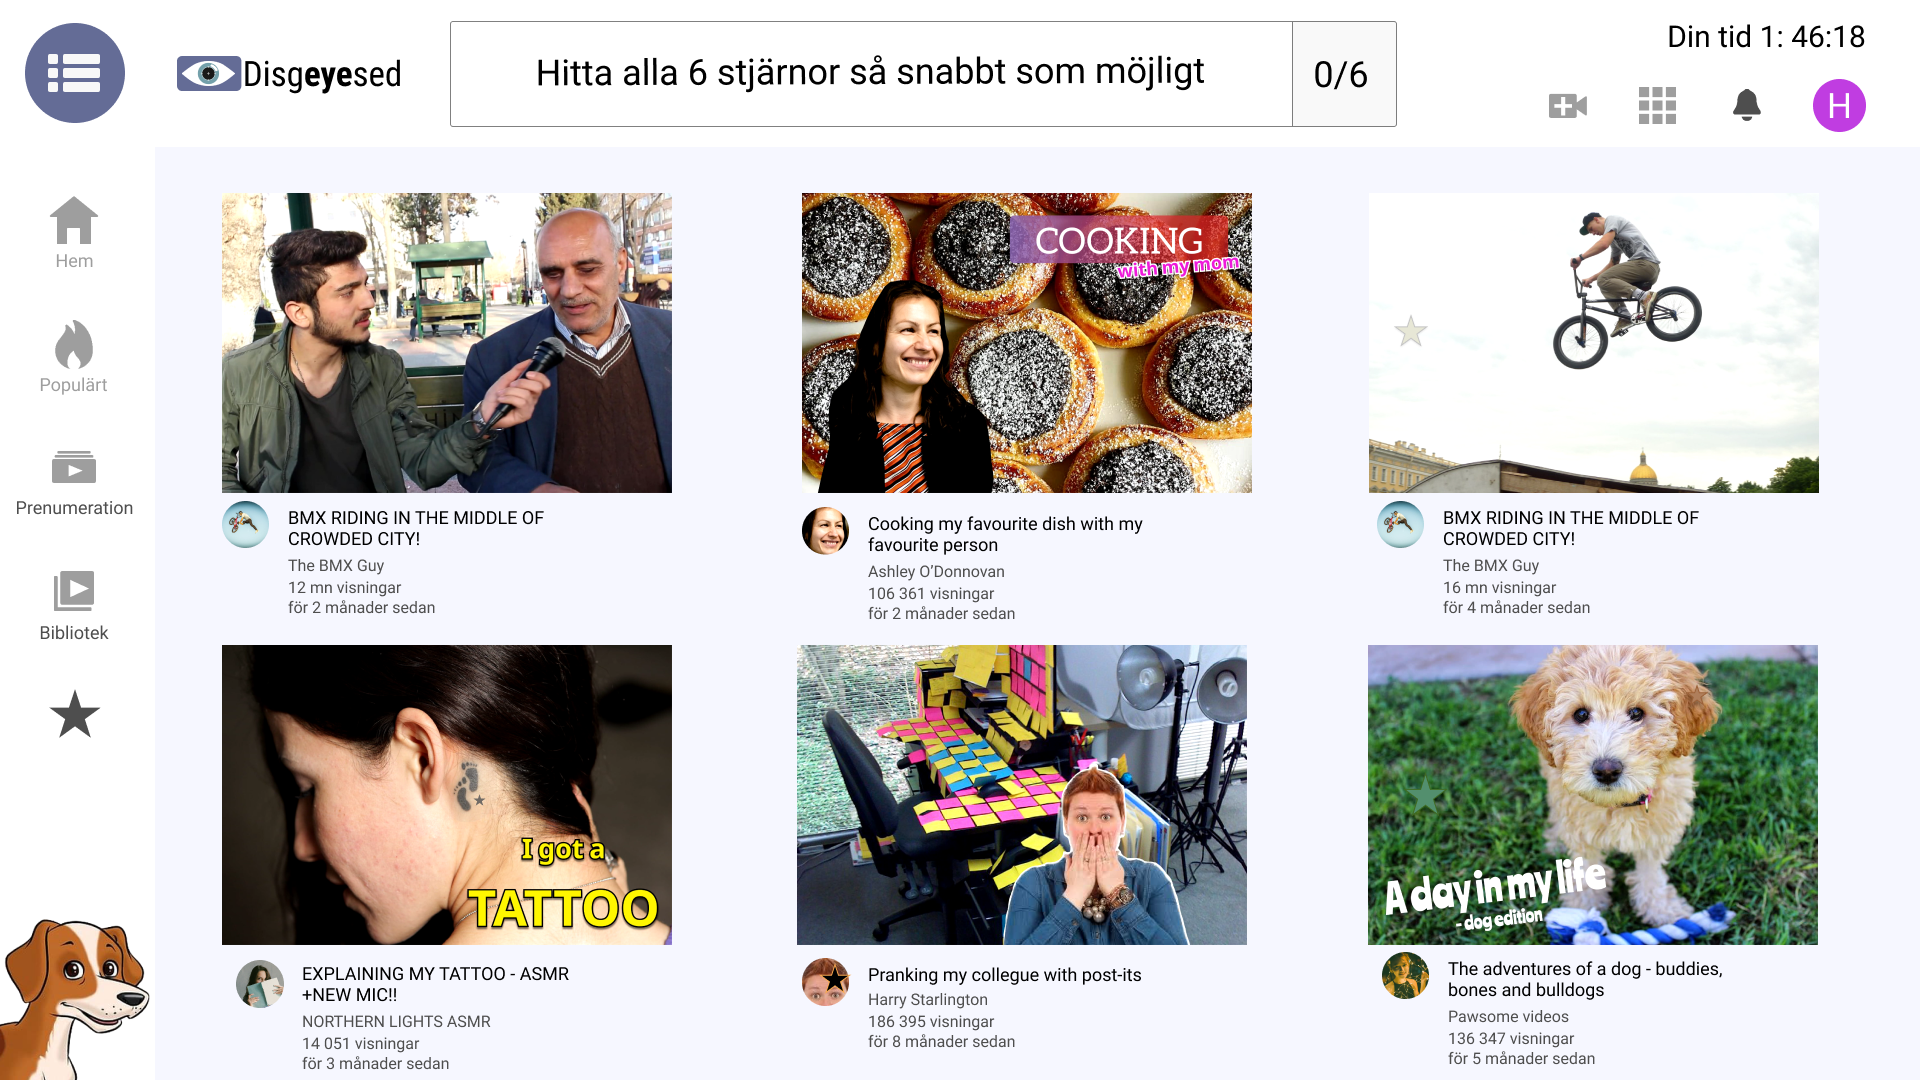 Disgeyesed
Hitta alla 6 stjärnor så snabbt som möjligt
0/6
Din tid 1: 46:18
H
Hem
Populärt
Prenumeration
Bibliotek
BMX RIDING IN THE MIDDLE OF
CROWDED CITY!
The BMX Guy
12 mn visningar
för 2 månader sedan
COOKING
with my mom
Cooking my favourite dish with my
favourite person
Ashley O'Donnovan
106 361 visningar
för 2 månader sedan
BMX RIDING IN THE MIDDLE OF
CROWDED CITY!
The BMX Guy
16 mn visningar
för 4 månader sedan
I got a
TATTOO
EXPLAINING MY TATTOO - ASMR
+NEW MIC!!
NORTHERN LIGHTS ASMR
14 051 visningar
för 3 månader sedan
Pranking my collegue with post-its
Harry Starlington
186 395 visningar
för 8 månader sedan
A day in my life
- dog edition
The adventures of a dog - buddies,
bones and bulldogs
Pawsome videos
136 347 visningar
för 5 månader sedan